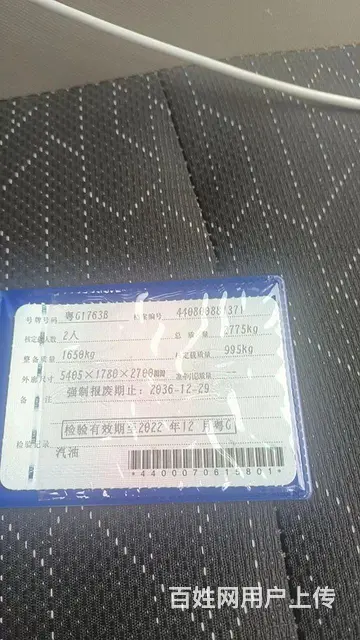 号牌号码 粤G1763B 档案编号
核定载人数 2人 总质量 2775kg
整备质量 1650kg 核定载质量 995kg
外廓尺寸 5405×1780×2700mm
备注 强制报废期止：2036-12-29
检验有效期至2022年12月粤G
检验记录
汽油
*4400070615801*
百姓网用户上传